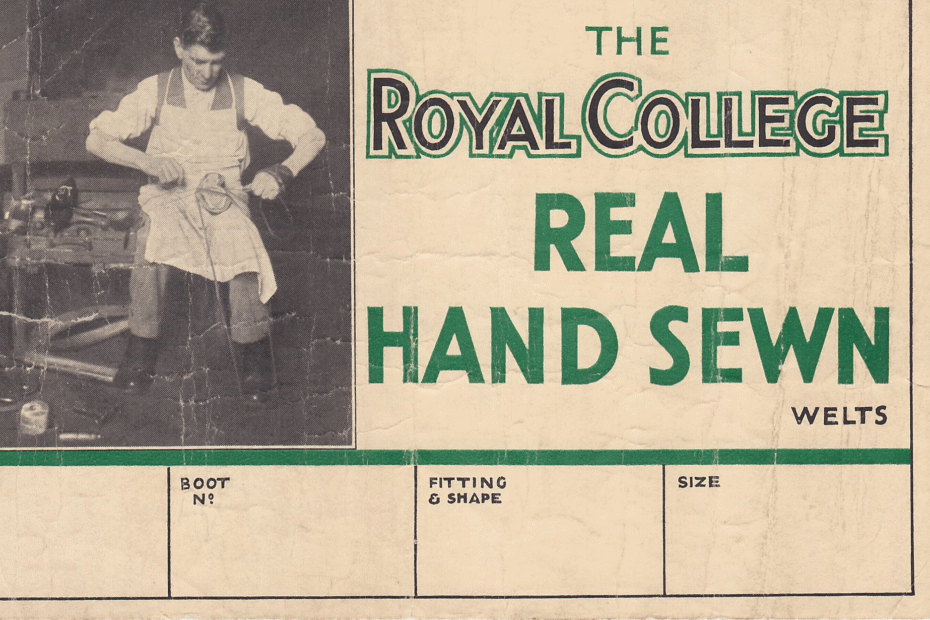 THE
ROYAL COLLEGE
REAL
HAND SEWN
WELTS
BOOT
Nº
FITTING
& SHAPE
SIZE